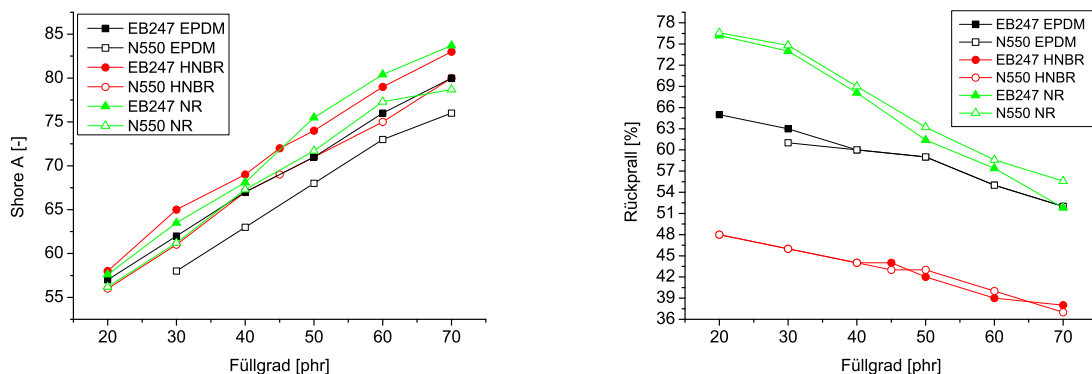 EB247 EPDM
N550 EPDM
EB247 HNBR
N550 HNBR
EB247 NR
N550 NR
85
80
75
70
65
60
55
Shore A [-]
20 30 40 50 60 70
Füllgrad [phr]
EB247 EPDM
N550 EPDM
EB247 HNBR
N550 HNBR
EB247 NR
N550 NR
78
75
72
69
66
63
60
57
54
51
48
45
42
39
36
Rückprall [%]
20 30 40 50 60 70
Füllgrad [phr]